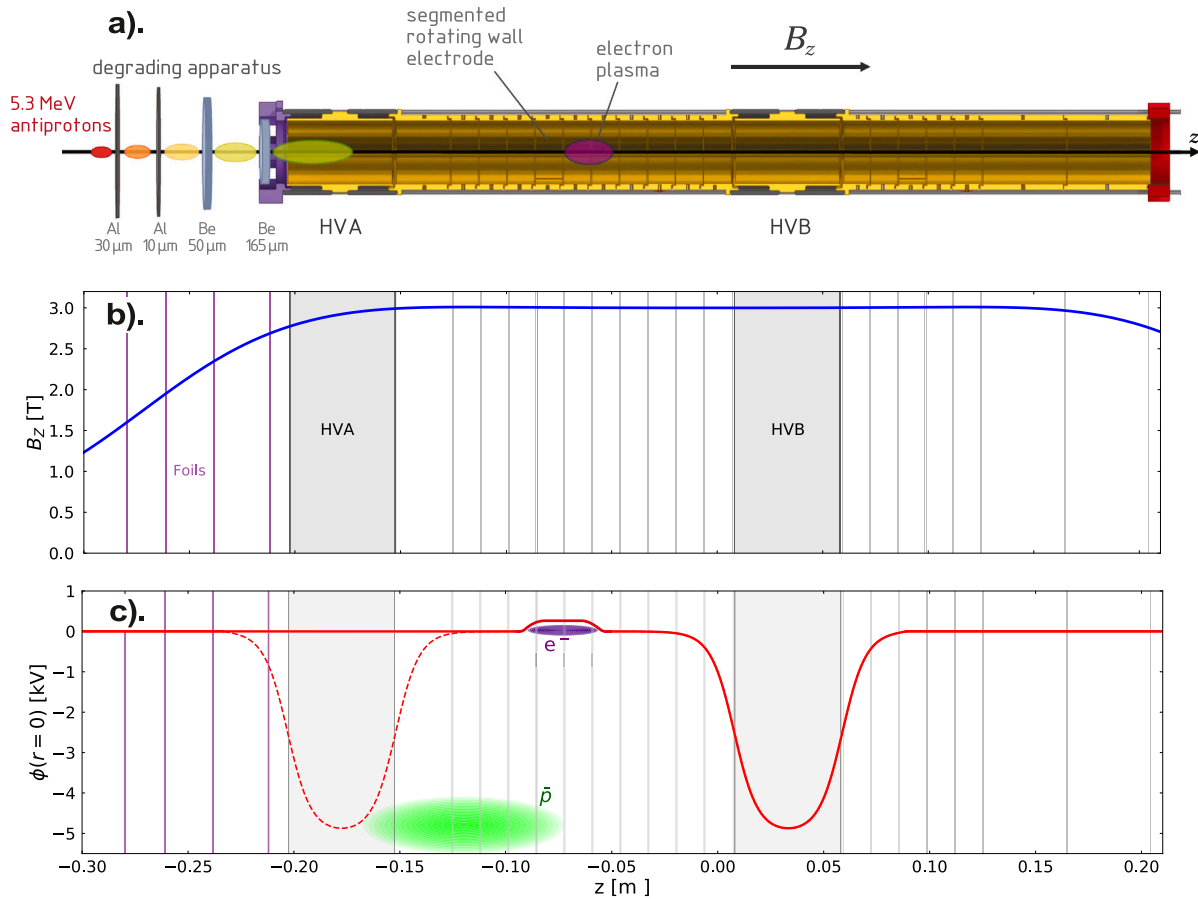 a).
degrading apparatus
5.3 MeV
antiprotons
segmented
rotating wall
electrode
electron
plasma
B_z
z
Al
30 μm
Al
10 μm
Be
50 μm
Be
165 μm
HVA
HVB
b).
3.0
2.5
2.0
1.5
1.0
0.5
0.0
B_Z [T]
Foils
HVA
HVB
c).
1
0
−1
−2
−3
−4
−5
ϕ(r = 0) [kV]
e⁻
p̄
−0.30
−0.25
−0.20
−0.15
−0.10
−0.05
0.00
0.05
0.10
0.15
0.20
z [m ]